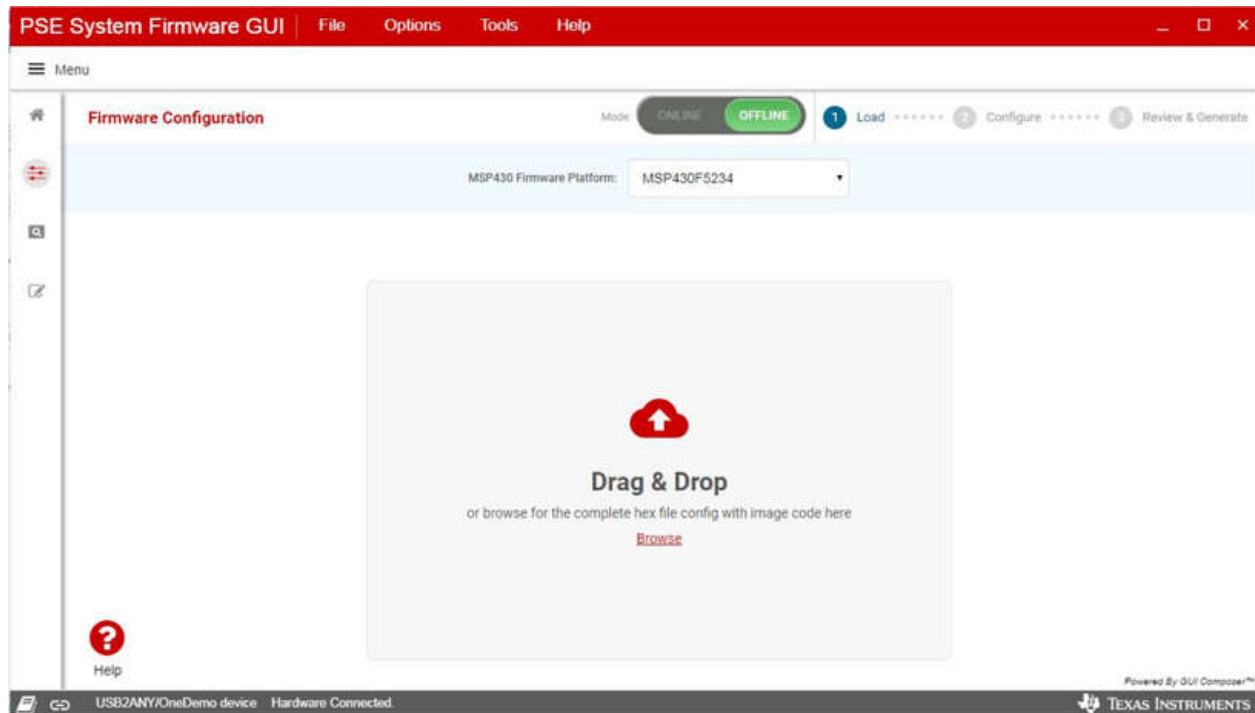 PSE System Firmware GUI File Options Tools Help
Menu
Firmware Configuration Mode: ONLINE OFFLINE 1 Load 2 Configure 3 Review & Generate
MSP430 Firmware Platform: MSP430F5234
Drag & Drop
or browse for the complete hex file config with image code here
Browse
Help
Powered By GUI Composer™
USB2ANY/OneDemo device Hardware Connected. TEXAS INSTRUMENTS